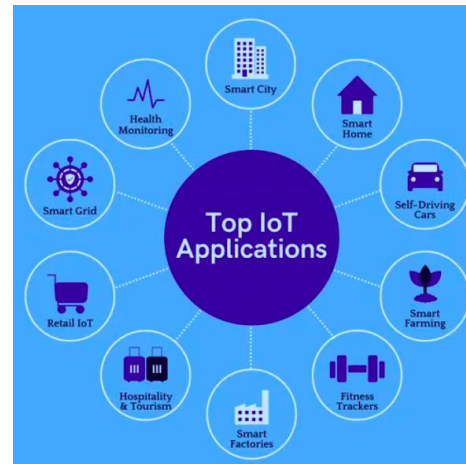 Smart City
Smart
Home
Self-Driving
Cars
Smart
Farming
Fitness
Trackers
Smart
Factories
Hospitality
& Tourism
Retail IoT
Smart Grid
Health
Monitoring
Top IoT
Applications